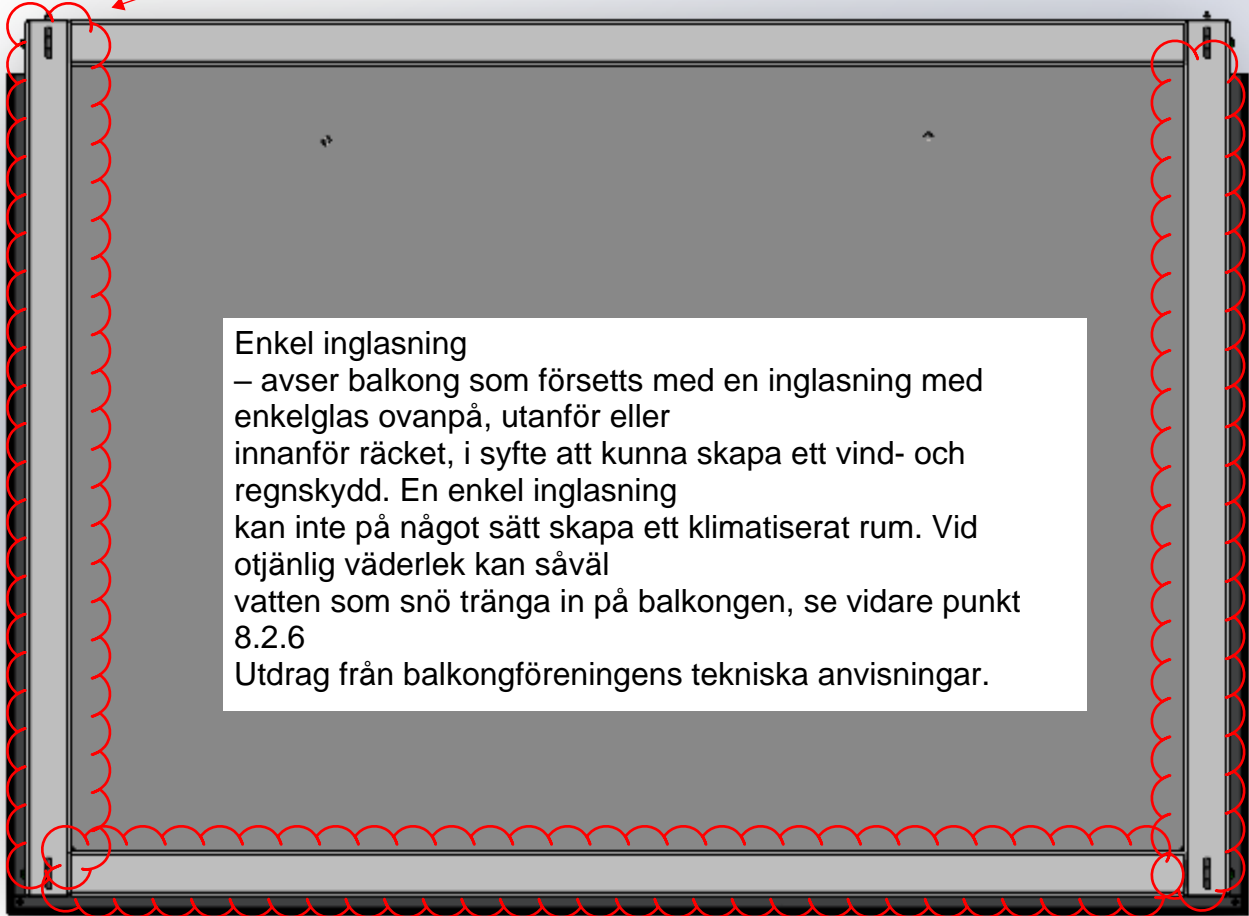 Enkel inglasning
– avser balkong som försetts med en inglasning med
enkelglas ovanpå, utanför eller
innanför räcket, i syfte att kunna skapa ett vind- och
regnskydd. En enkel inglasning
kan inte på något sätt skapa ett klimatiserat rum. Vid
otjänlig väderlek kan såväl
vatten som snö tränga in på balkongen, se vidare punkt
8.2.6
Utdrag från balkongföreningens tekniska anvisningar.